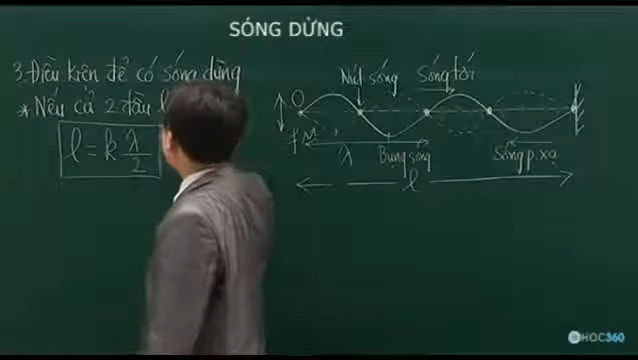 SÓNG DỪNG
3. Điều kiện để có sóng dừng
* Nếu cả 2 đầu
l = k λ/2
Nút sóng
Sóng tới
O
M
λ
Bụng sóng
Sóng p.xạ
l
HOC360